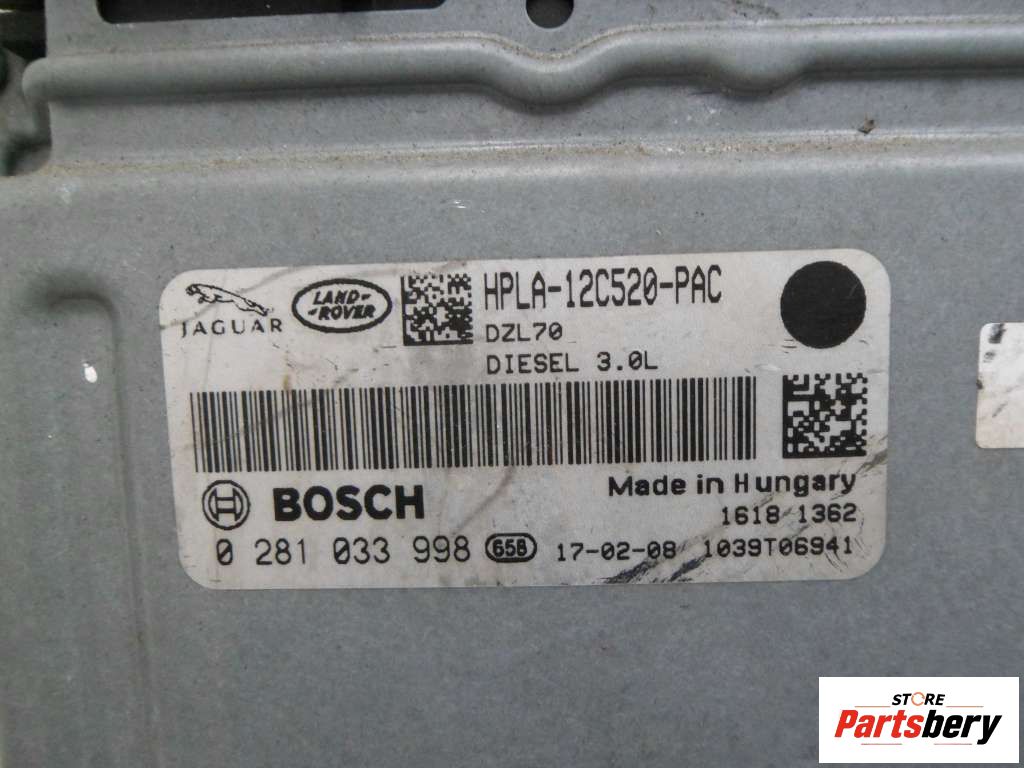 JAGUAR
LAND-
-ROVER
HPLA-12C520-PAC
DZL70
DIESEL 3.0L
Made in Hungary
BOSCH
1618 1362
0 281 033 998 658 17-02-08 1039T06941
STORE
Partsbery